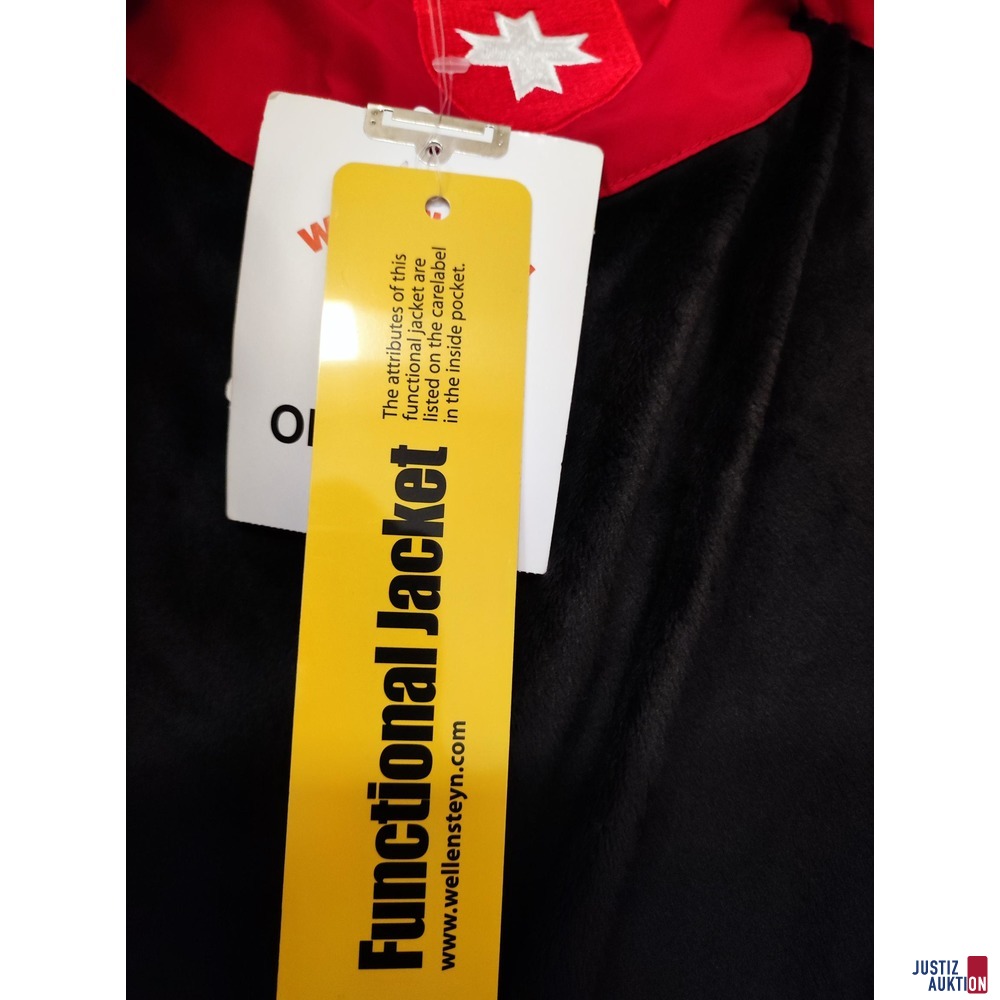 The attributes of this
functional jacket are
listed on the carelabel
in the inside pocket.
Functional Jacket
www.wellensteyn.com
JUSTIZ
AUKTION